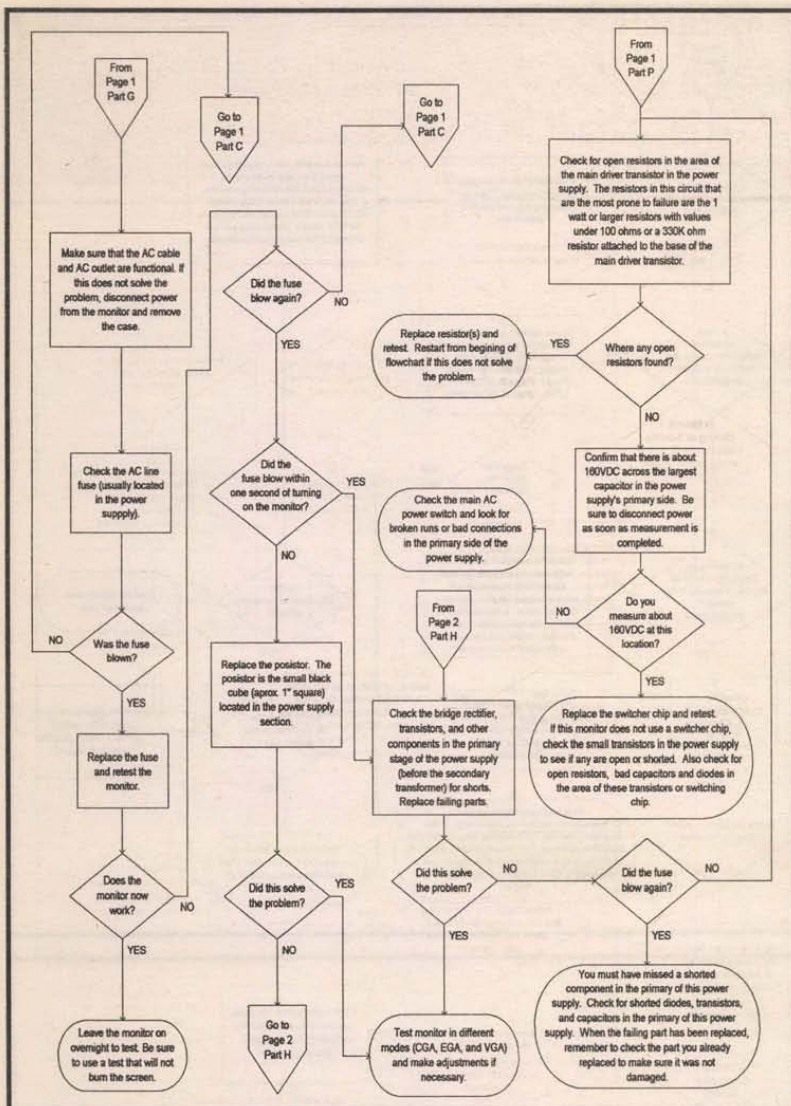 From
Page 1
Part G
Go to
Page 1
Part C
Go to
Page 1
Part C
From
Page 1
Part P
Make sure that the AC cable
and AC outlet are functional. If
this does not solve the
problem, disconnect power
from the monitor and remove
the case.
Check the AC line
fuse (usually located
in the power
suppply).
NO
Was the fuse
blown?
YES
Replace the fuse
and retest the
monitor.
Does the
monitor now
work?
NO
YES
Leave the monitor on
overnight to test. Be sure
to use a test that will not
burn the screen.
Did the fuse
blow again?
NO
YES
Did the
fuse blow within
one second of turning
on the monitor?
YES
NO
Replace the posistor. The
posistor is the small black
cube (aprox. 1" square)
located in the power supply
section.
Did this solve
the problem?
YES
NO
Go to
Page 2
Part H
Check for open resistors in the area of
the main driver transistor in the power
supply. The resistors in this circuit that
are the most prone to failure are the 1
watt or larger resistors with values
under 100 ohms or a 330K ohm
resistor attached to the base of the
main driver transistor.
Where any open
resistors found?
YES
Replace resistor(s) and
retest. Restart from begining of
flowchart if this does not solve
the problem.
NO
Confirm that there is about
160VDC across the largest
capacitor in the power
supply's primary side. Be
sure to disconnect power
as soon as measurement is
completed.
Do you
measure about
160VDC at this
location?
NO
Check the main AC
power switch and look for
broken runs or bad connections
in the primary side of the
power supply.
YES
Replace the switcher chip and retest.
If this monitor does not use a switcher chip,
check the small transistors in the power supply
to see if any are open or shorted. Also check for
open resistors, bad capacitors and diodes in
the area of these transistors or switching
chip.
From
Page 2
Part H
Check the bridge rectifier,
transistors, and other
components in the primary
stage of the power supply
(before the secondary
transformer) for shorts.
Replace failing parts.
Did this solve
the problem?
NO
YES
Test monitor in different
modes (CGA, EGA, and VGA)
and make adjustments if
necessary.
Did the fuse
blow again?
NO
YES
You must have missed a shorted
component in the primary of this power
supply. Check for shorted diodes, transistors,
and capacitors in the primary of this power
supply. When the failing part has been replaced,
remember to check the part you already
replaced to make sure it was not
damaged.